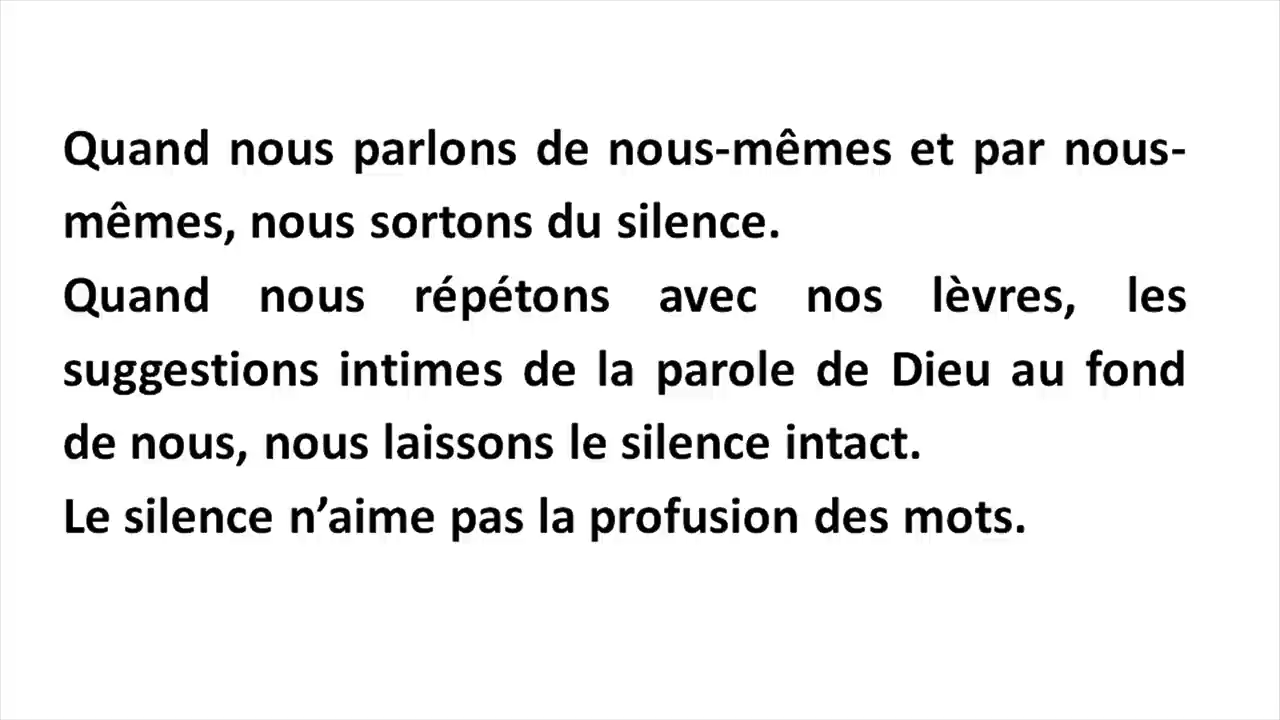 Quand nous parlons de nous-mêmes et par nous-
mêmes, nous sortons du silence.
Quand nous répétons avec nos lèvres, les
suggestions intimes de la parole de Dieu au fond
de nous, nous laissons le silence intact.
Le silence n’aime pas la profusion des mots.